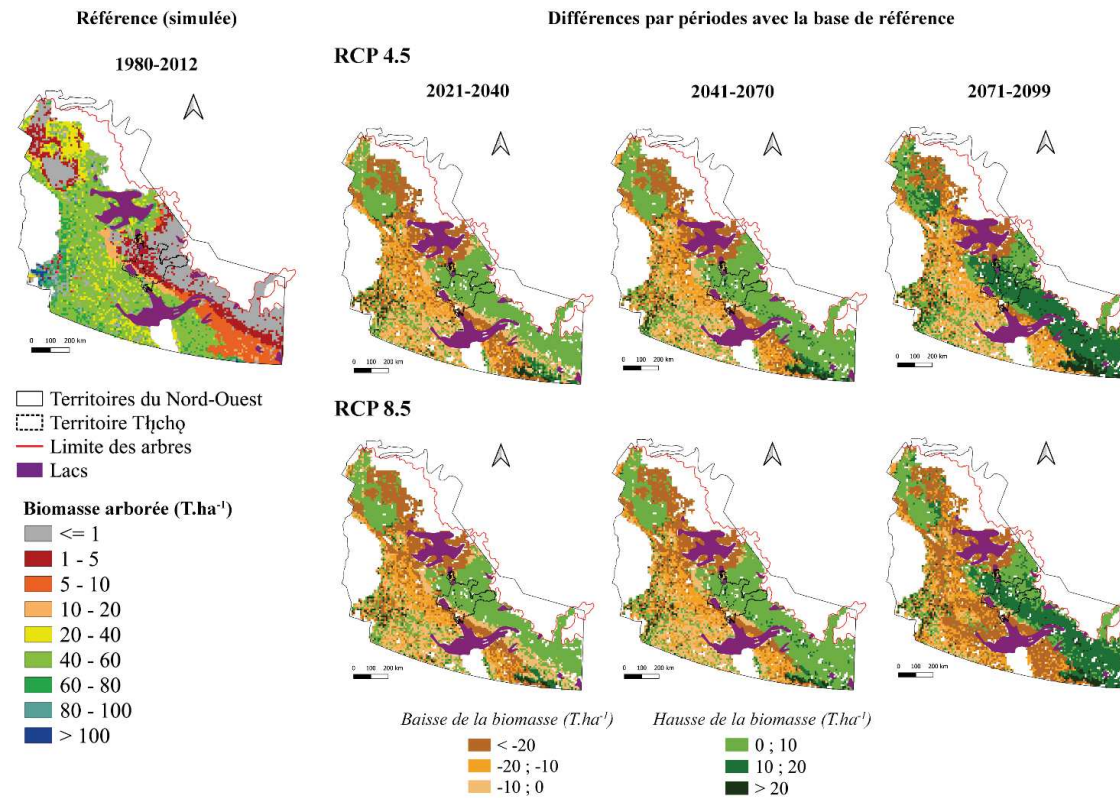 Référence (simulée)
Différences par périodes avec la base de référence
RCP 4.5
1980-2012
2021-2040
2041-2070
2071-2099
0 100 200 km
0 100 200 km
0 100 200 km
0 100 200 km
Territoires du Nord-Ouest
Territoire Tłı̨chǫ
Limite des arbres
Lacs
RCP 8.5
Biomasse arborée (T.ha⁻¹)
<= 1
1 - 5
5 - 10
10 - 20
20 - 40
40 - 60
60 - 80
80 - 100
> 100
0 100 200 km
0 100 200 km
0 100 200 km
Baisse de la biomasse (T.ha⁻¹)
< -20
-20 ; -10
-10 ; 0
Hausse de la biomasse (T.ha⁻¹)
0 ; 10
10 ; 20
> 20